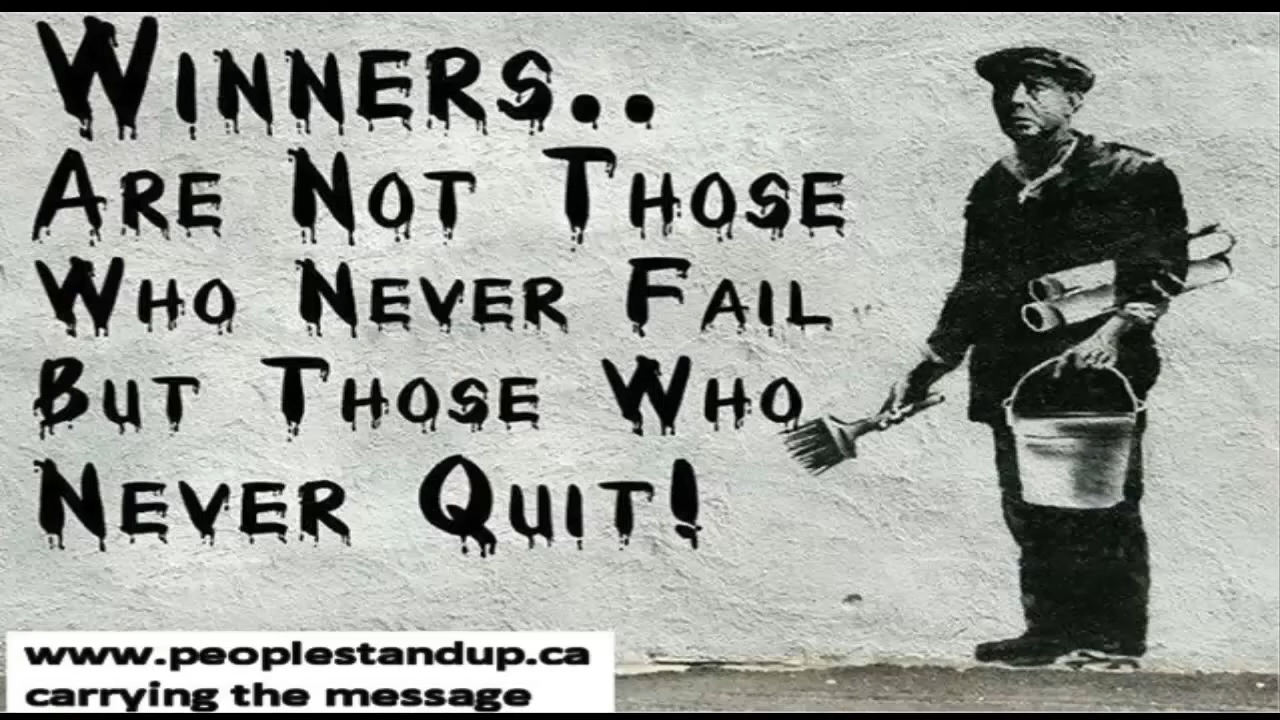 Winners..
Are Not Those
Who Never Fail
But Those Who
Never Quit!
www.peoplestandup.ca
carrying the message